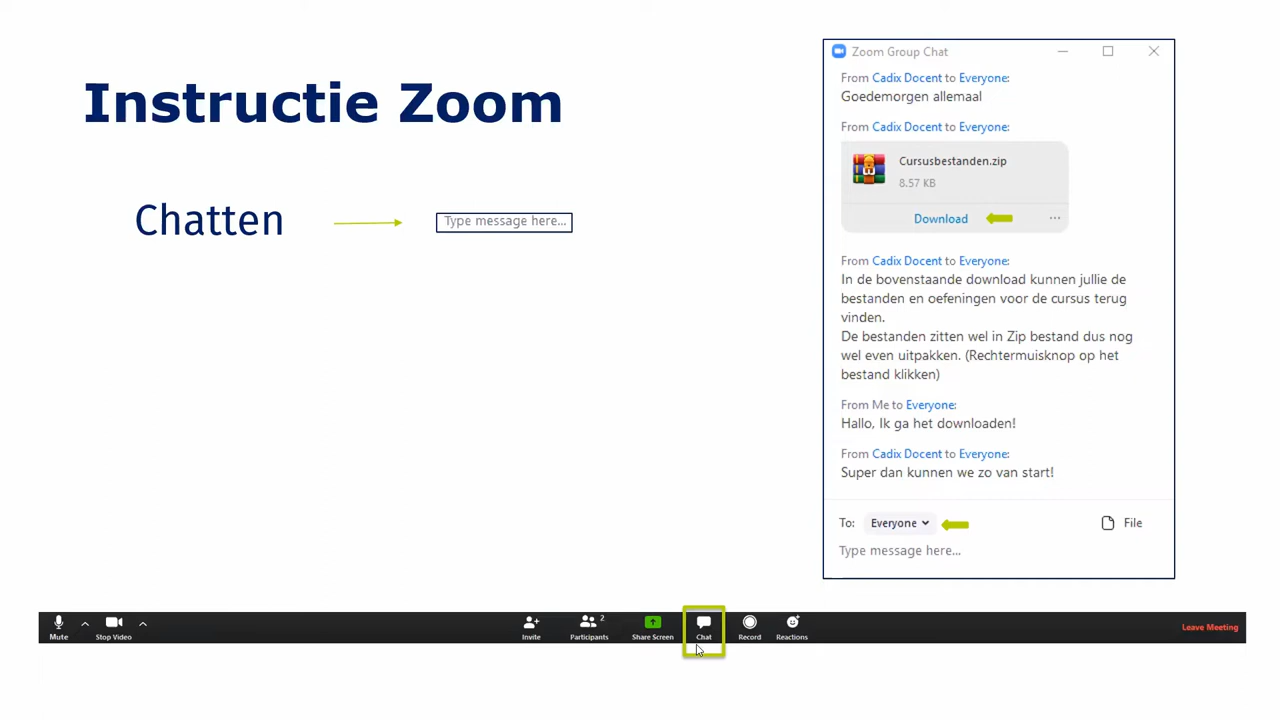 Instructie Zoom
Chatten
Type message here...
Zoom Group Chat
From Cadix Docent to Everyone:
Goedemorgen allemaal
From Cadix Docent to Everyone:
Cursusbestanden.zip
8.57 KB
Download
From Cadix Docent to Everyone:
In de bovenstaande download kunnen jullie de
bestanden en oefeningen voor de cursus terug
vinden.
De bestanden zitten wel in Zip bestand dus nog
wel even uitpakken. (Rechtermuisknop op het
bestand klikken)
From Me to Everyone:
Hallo, Ik ga het downloaden!
From Cadix Docent to Everyone:
Super dan kunnen we zo van start!
To: Everyone File
Type message here...
2
Mute Stop Video Invite Participants Share Screen Chat Record Reactions Leave Meeting